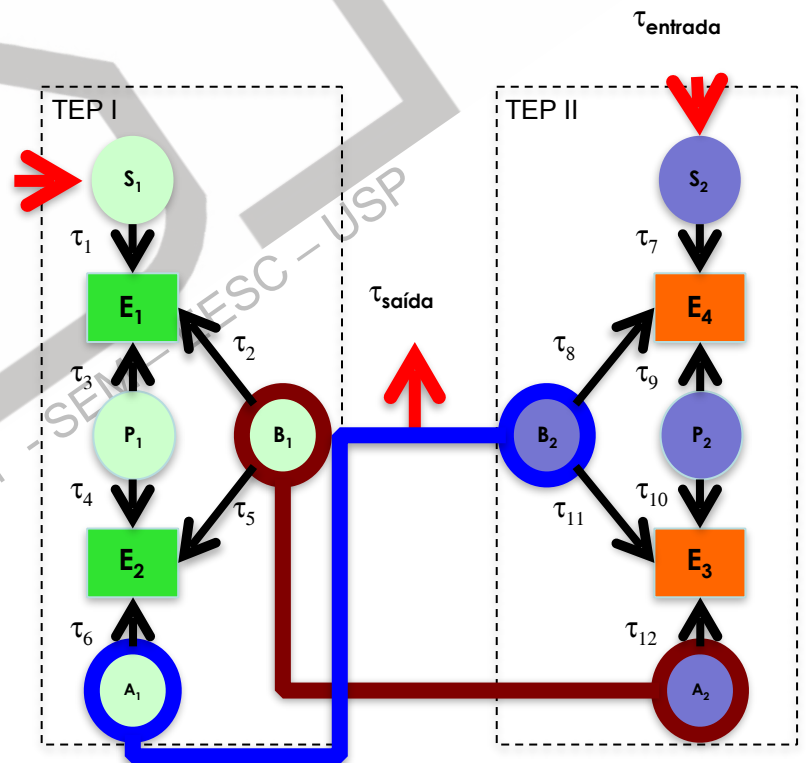 τentrada
TEP I
TEP II
S₁
S₂
τ₁
τ₇
E₁
E₄
τsaída
τ₂
τ₈
τ₃
τ₉
P₁
B₁
B₂
P₂
τ₄
τ₅
τ₁₁
τ₁₀
E₂
E₃
τ₆
τ₁₂
A₁
A₂
- SEM – EESC – USP